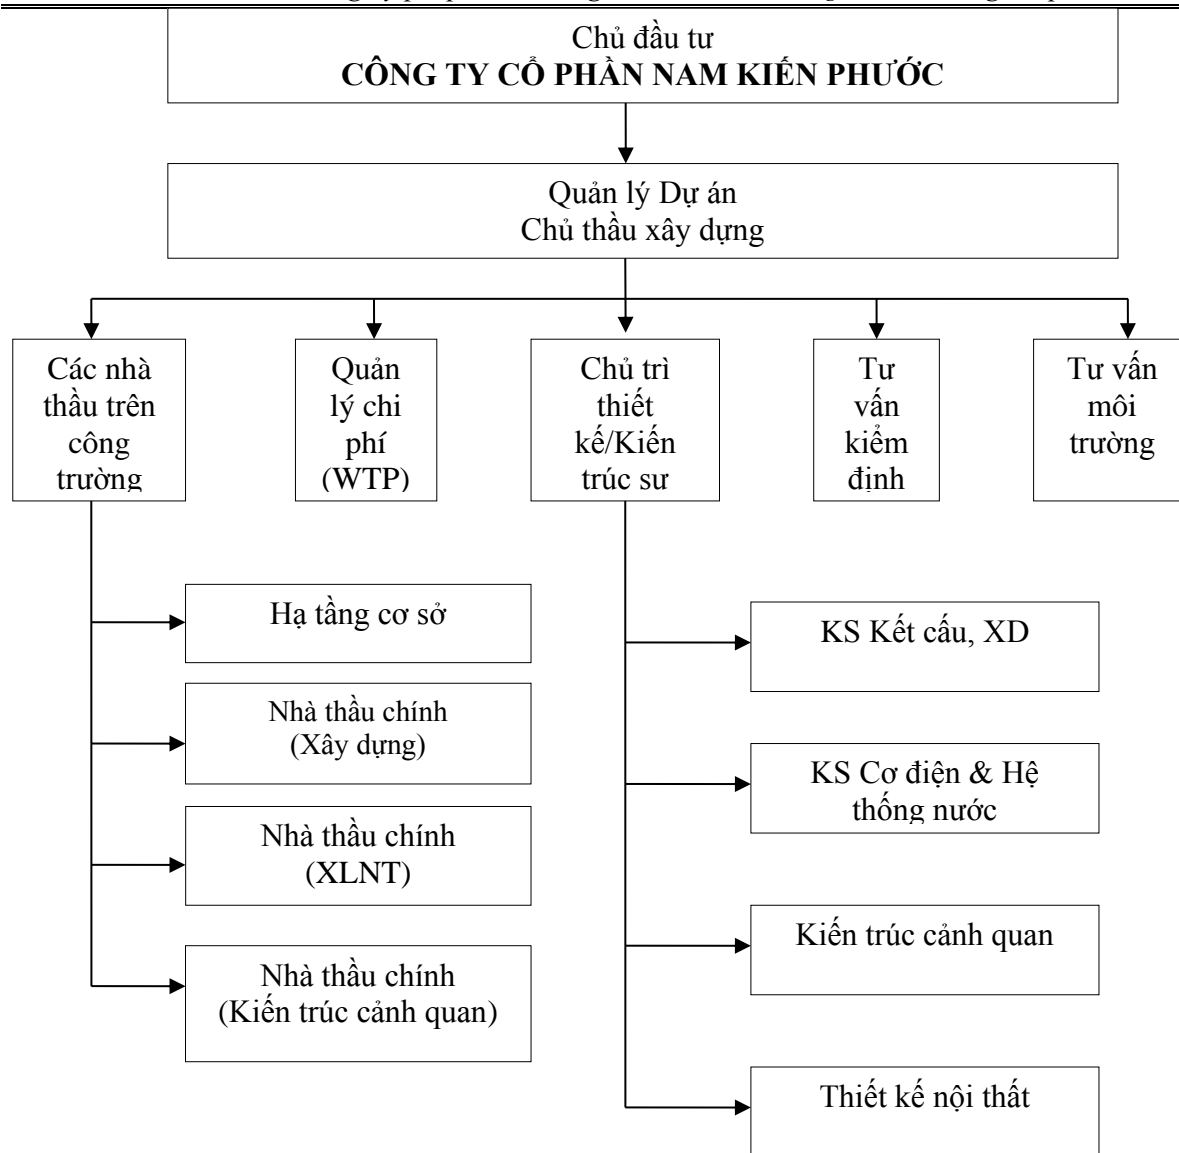 Chủ đầu tư
CÔNG TY CỔ PHẦN NAM KIẾN PHƯỚC
Quản lý Dự án
Chủ thầu xây dựng
Các nhà
thầu trên
công
trường
Quản
lý chi
phí
(WTP)
Chủ trì
thiết
kế/Kiến
trúc sư
Tư
vấn
kiểm
định
Tư vấn
môi
trường
Hạ tầng cơ sở
Nhà thầu chính
(Xây dựng)
Nhà thầu chính
(XLNT)
Nhà thầu chính
(Kiến trúc cảnh quan)
KS Kết cấu, XD
KS Cơ điện & Hệ
thống nước
Kiến trúc cảnh quan
Thiết kế nội thất